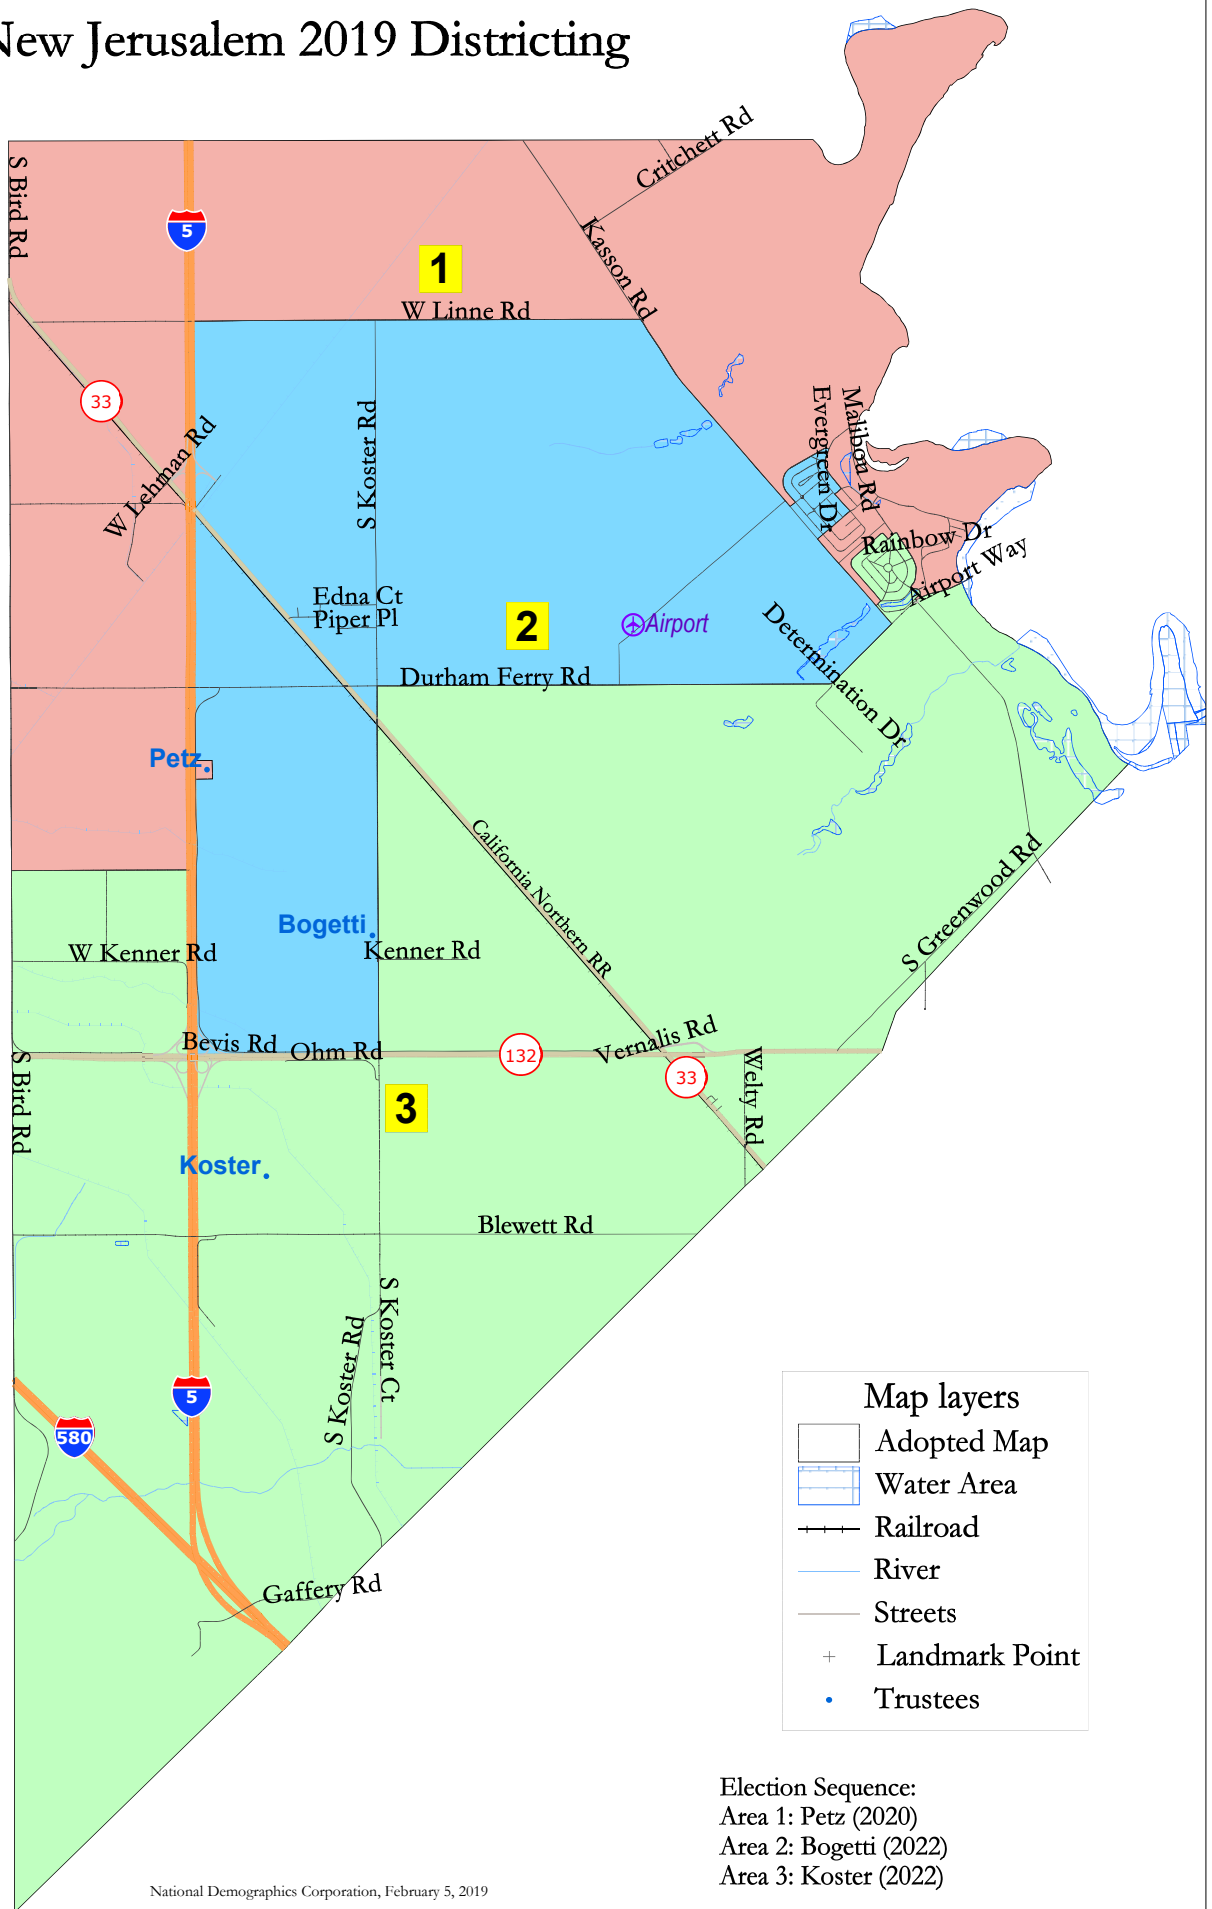 New Jerusalem 2019 Districting
Critchett Rd
S Bird Rd
5
Kasson Rd
1
W Linne Rd
33
Malibou Rd
Evergreen Dr
S Koster Rd
W Lehman Rd
Rainbow Dr
Airport Way
Edna Ct
Piper Pl
2
Airport
Determination Dr
Durham Ferry Rd
Petz
California Northern RR
S Greenwood Rd
Bogetti
W Kenner Rd
Kenner Rd
Bevis Rd
Ohm Rd
132
Vernalis Rd
33
Welty Rd
S Bird Rd
3
Koster
Blewett Rd
S Koster Ct
S Koster Rd
5
580
Gaffery Rd
Map layers
Adopted Map
Water Area
Railroad
River
Streets
Landmark Point
Trustees
Election Sequence:
Area 1: Petz (2020)
Area 2: Bogetti (2022)
Area 3: Koster (2022)
National Demographics Corporation, February 5, 2019